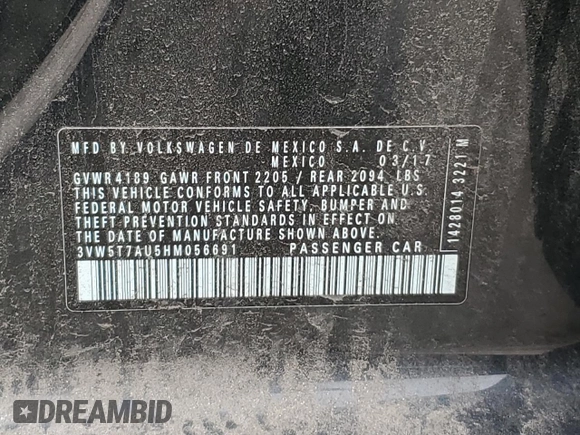 MFD.BY.VOLKSWAGEN DE MEXICO S.A. DE C.V.
MEXICO 03/17
GVWR4189 GAWR FRONT 2205 / REAR 2094 LBS
THIS VEHICLE CONFORMS TO ALL APPLICABLE U.S.
FEDERAL MOTOR VEHICLE SAFETY, BUMPER AND
THEFT PREVENTION STANDARDS IN EFFECT ON
THE DATE OF MANUFACTURE SHOWN ABOVE.
3VW5T7AU5HM056691 PASSENGER CAR
1428014 3221 M
DREAMBID